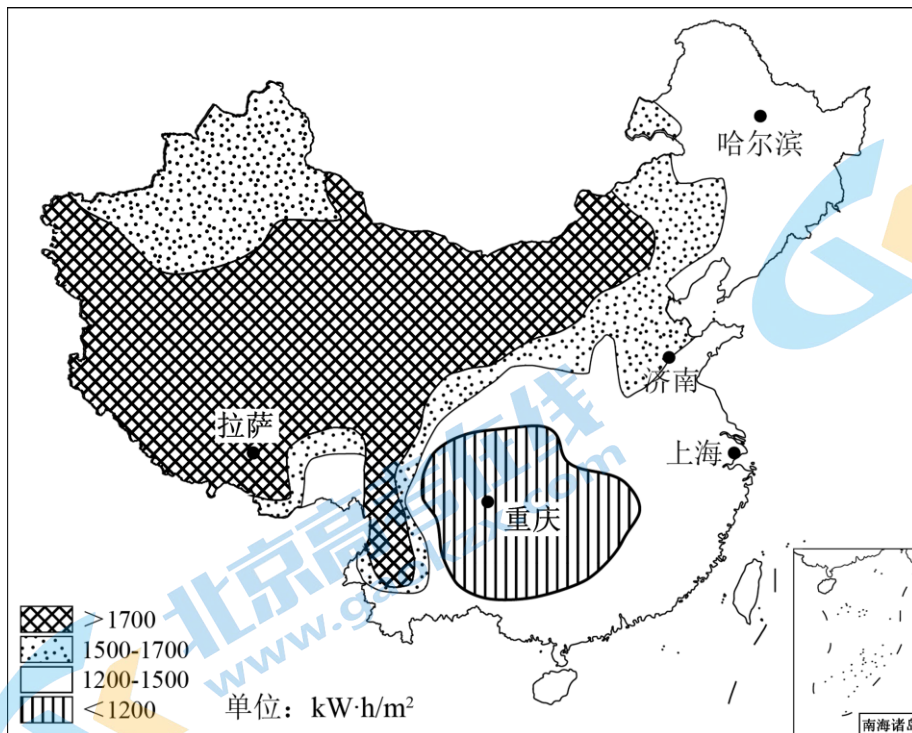 哈尔滨
济南
拉萨
上海
重庆
北京高考在线
www.gaokzx.com
>1700
1500-1700
1200-1500
<1200
单位：kW·h/m²
南海诸岛